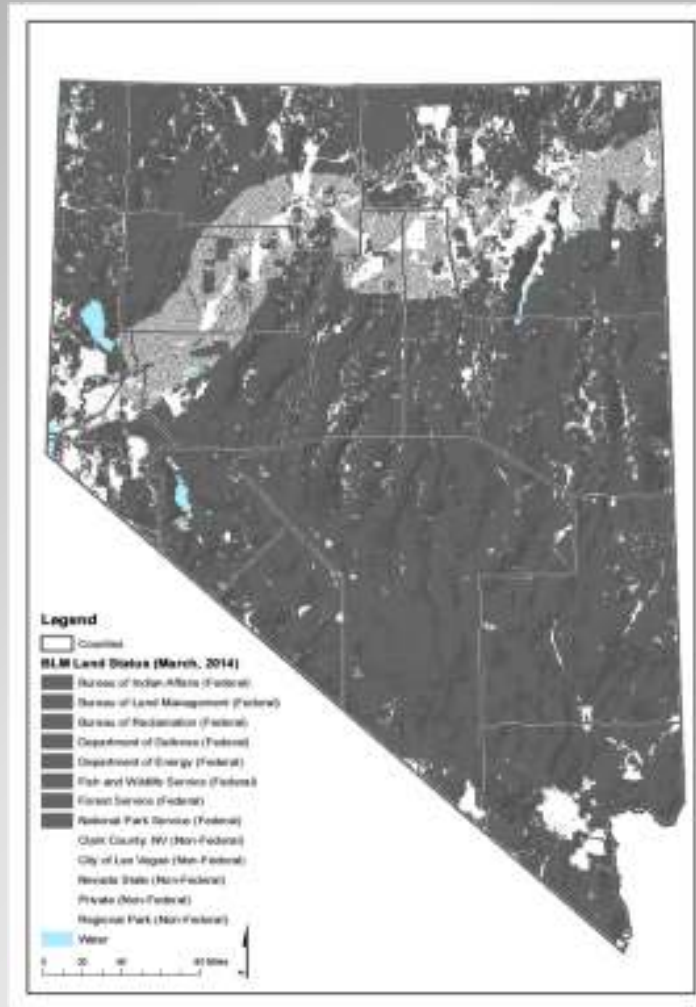 Legend
Counties
BLM Land Status (March, 2014)
Bureau of Indian Affairs (Federal)
Bureau of Land Management (Federal)
Bureau of Reclamation (Federal)
Department of Defense (Federal)
Department of Energy (Federal)
Fish and Wildlife Service (Federal)
Forest Service (Federal)
National Park Service (Federal)
Clark County, NV (Non-Federal)
City of Las Vegas (Non-Federal)
Nevada State (Non-Federal)
Private (Non-Federal)
Regional Park (Non-Federal)
Water
0 Miles